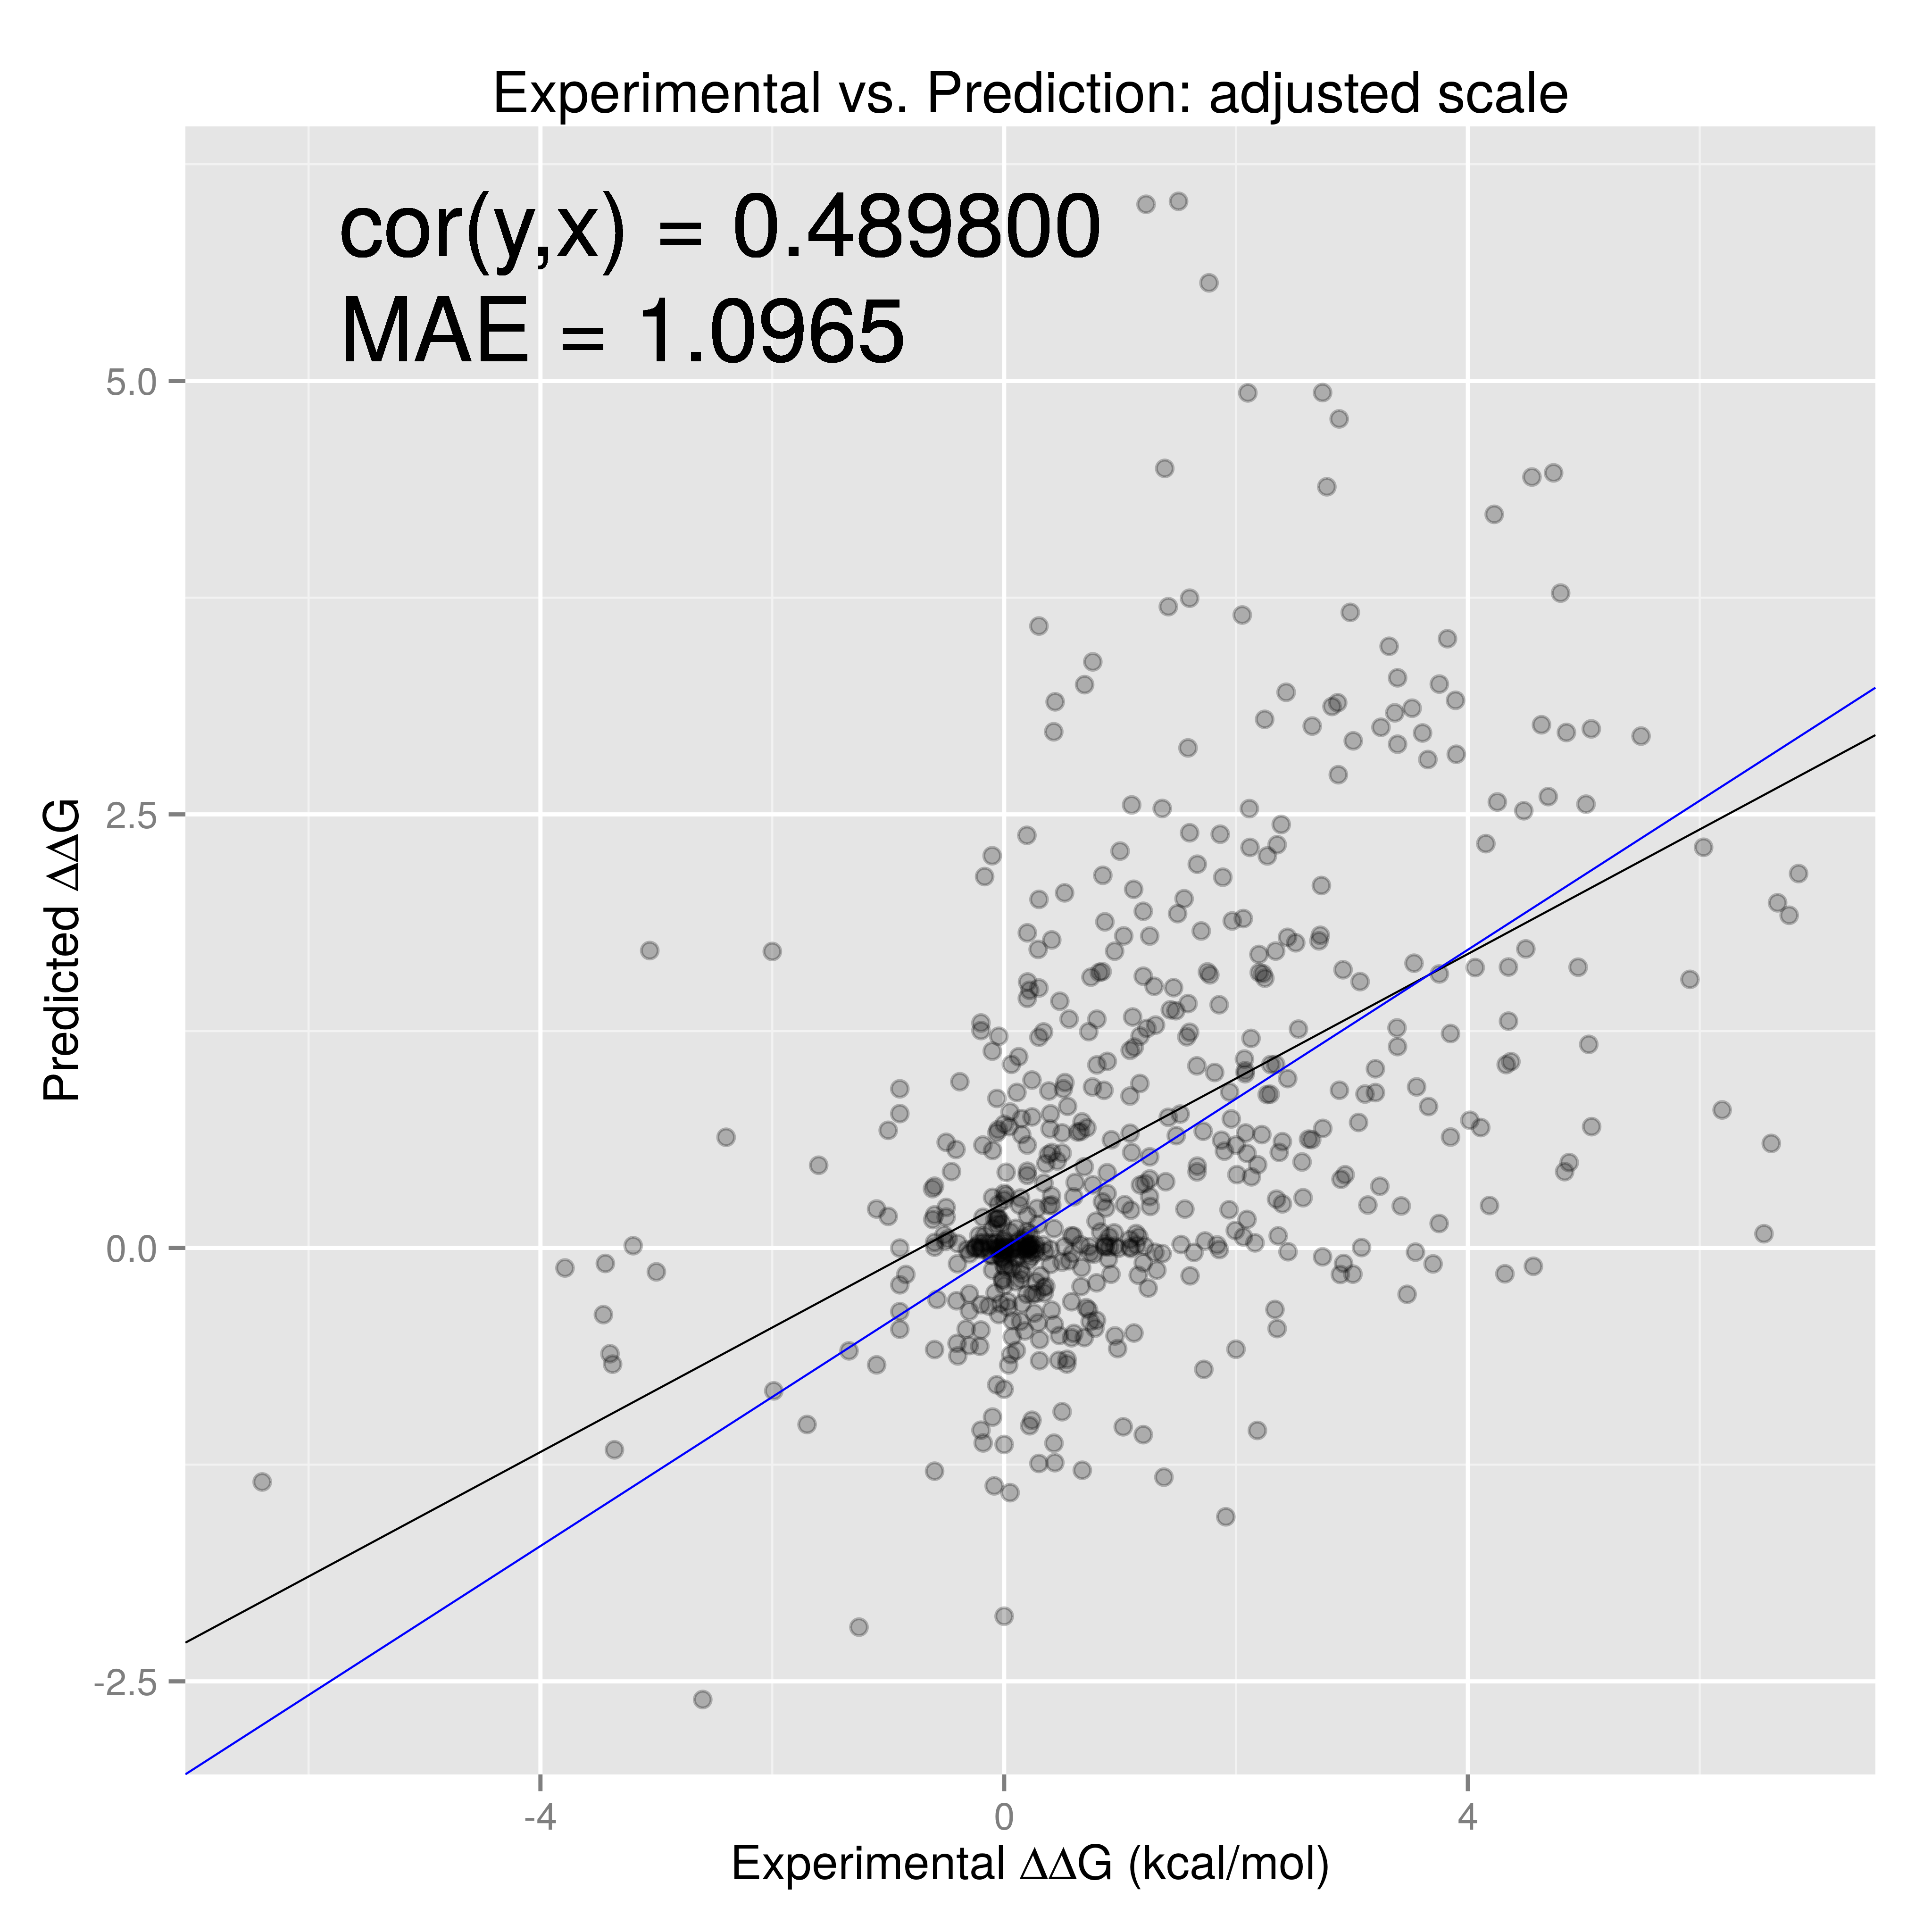 Experimental vs. Prediction: adjusted scale
cor(y,x) = 0.489800
MAE = 1.0965
5.0
2.5
0.0
-2.5
Predicted ΔΔG
-4
0
4
Experimental ΔΔG (kcal/mol)